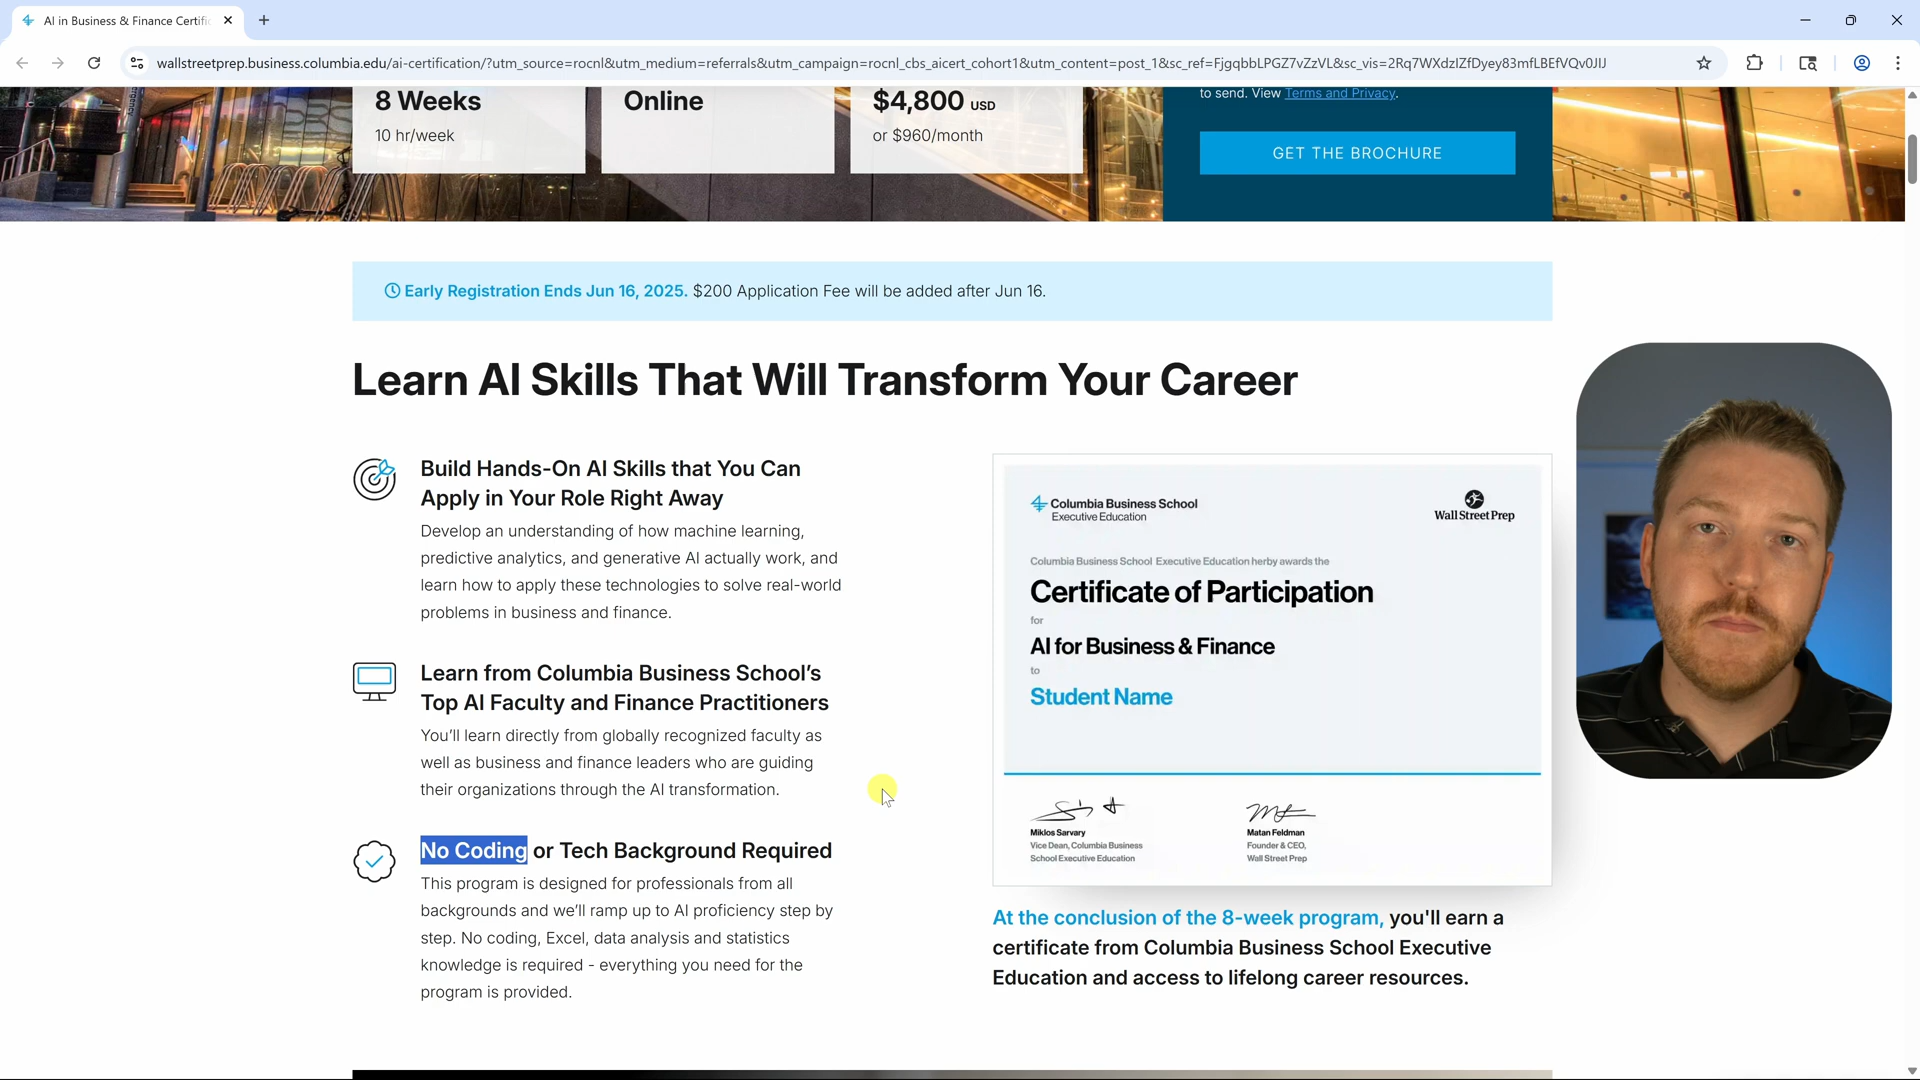 AI in Business & Finance Certific
wallstreetprep.business.columbia.edu/ai-certification/?utm_source=rocnl&utm_medium=referrals&utm_campaign=rocnl_cbs_aicert_cohort1&utm_content=post_1&sc_ref=FjgqbbLPGZ7vZzVL&sc_vis=2Rq7WXdzIZfDyey83mfLBEfVQv0JIJ
8 Weeks
10 hr/week
Online
$4,800 USD
or $960/month
to send. View Terms and Privacy.
GET THE BROCHURE
Early Registration Ends Jun 16, 2025. $200 Application Fee will be added after Jun 16.
Learn AI Skills That Will Transform Your Career
Build Hands-On AI Skills that You Can
Apply in Your Role Right Away
Develop an understanding of how machine learning,
predictive analytics, and generative AI actually work, and
learn how to apply these technologies to solve real-world
problems in business and finance.
Learn from Columbia Business School's
Top AI Faculty and Finance Practitioners
You'll learn directly from globally recognized faculty as
well as business and finance leaders who are guiding
their organizations through the AI transformation.
No Coding or Tech Background Required
This program is designed for professionals from all
backgrounds and we'll ramp up to AI proficiency step by
step. No coding, Excel, data analysis and statistics
knowledge is required - everything you need for the
program is provided.
Columbia Business School
Executive Education
Wall Street Prep
Columbia Business School Executive Education herby awards the
Certificate of Participation
for
AI for Business & Finance
to
Student Name
Miklos Sarvary
Vice Dean, Columbia Business
School Executive Education
Matan Feldman
Founder & CEO,
Wall Street Prep
At the conclusion of the 8-week program, you'll earn a
certificate from Columbia Business School Executive
Education and access to lifelong career resources.